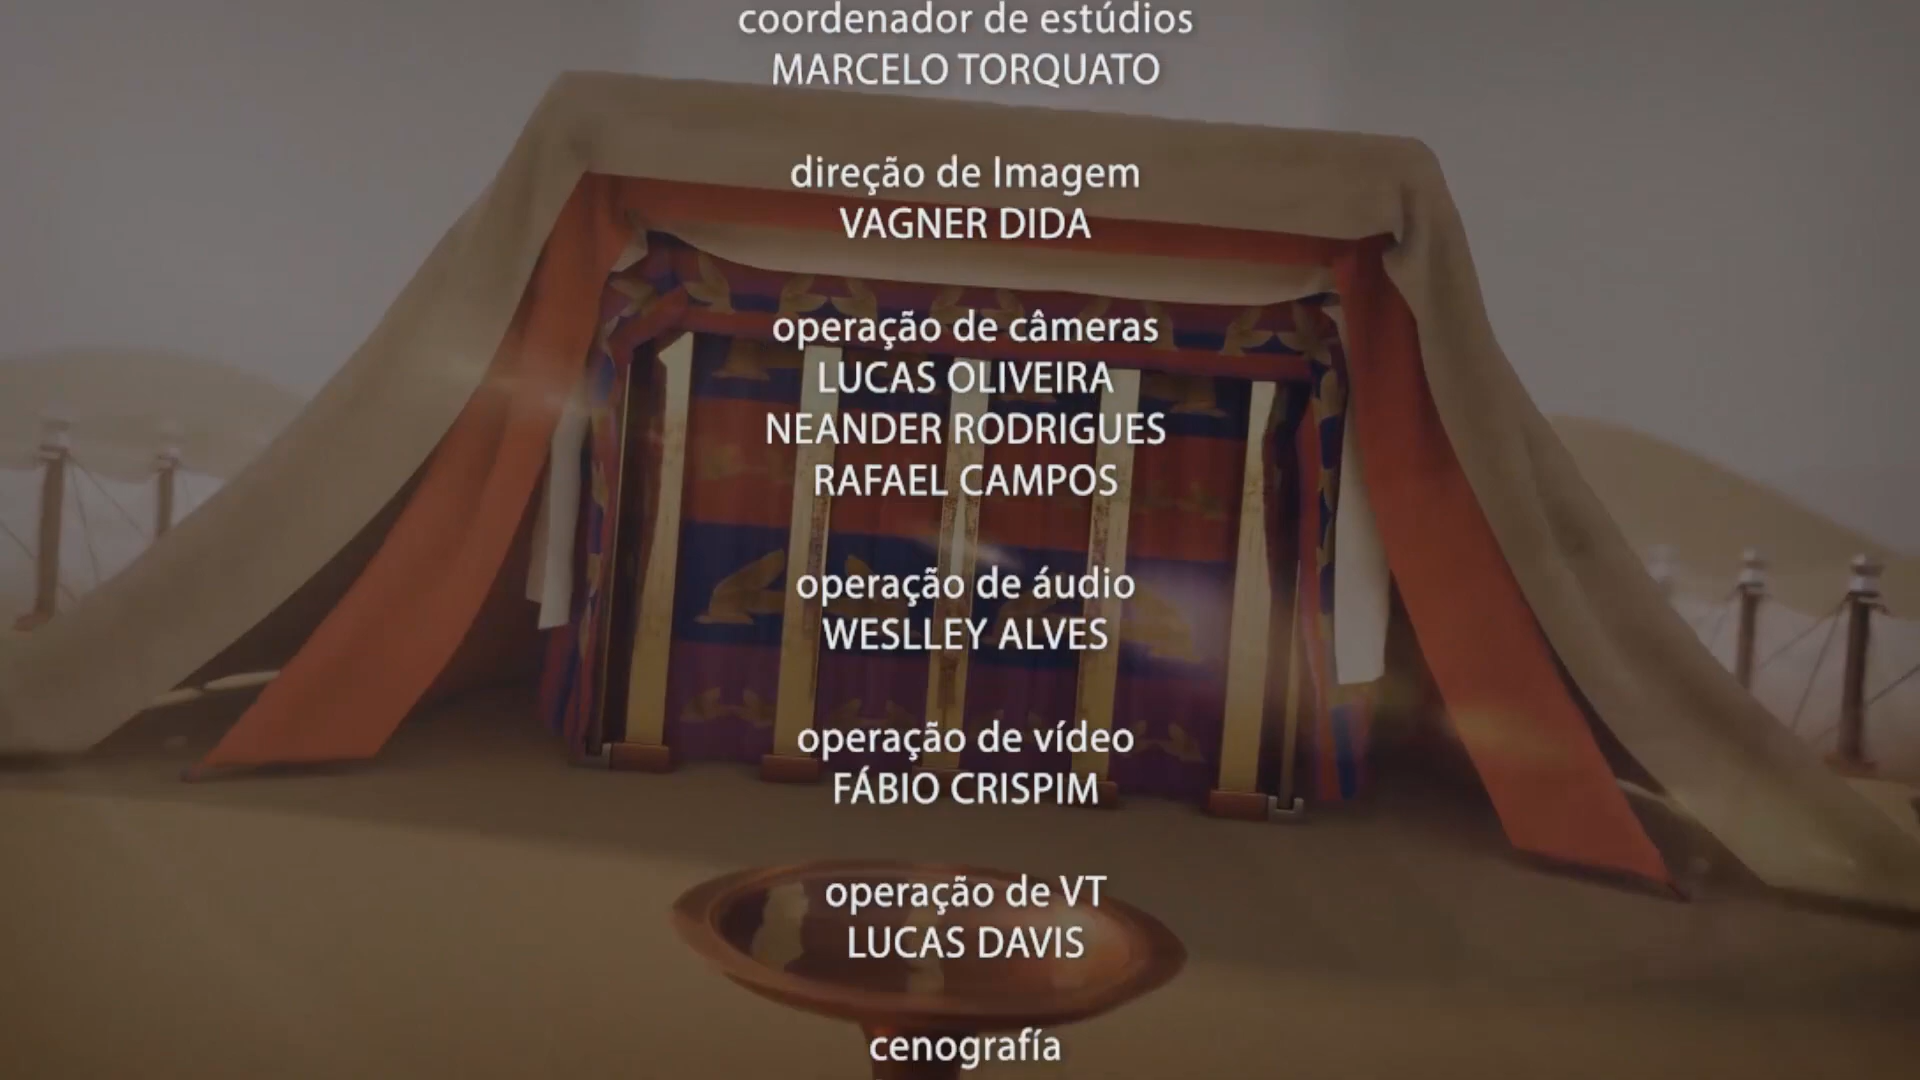 coordenador de estúdios
MARCELO TORQUATO
direção de Imagem
VAGNER DIDA
operação de câmeras
LUCAS OLIVEIRA
NEANDER RODRIGUES
RAFAEL CAMPOS
operação de áudio
WESLLEY ALVES
operação de vídeo
FÁBIO CRISPIM
operação de VT
LUCAS DAVIS
cenografía